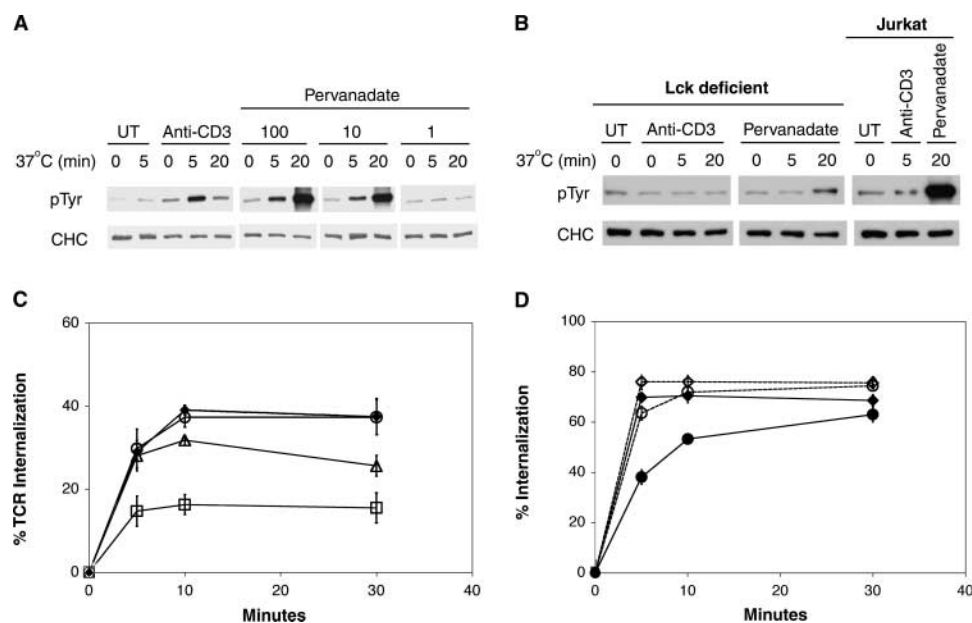 A
Pervanadate
UT Anti-CD3 100 10 1
37°C (min) 0 5 0 5 20 0 5 20 0 5 20 0 5 20
pTyr
CHC
B
Jurkat
Lck deficient
UT Anti-CD3 Pervanadate UT Anti-CD3 Pervanadate
37°C (min) 0 0 5 20 0 5 20 0 5 20
pTyr
CHC
C
60
40
20
0
% TCR Internalization
0 10 20 30 40
Minutes
D
100
80
60
40
20
0
% Internalization
0 10 20 30 40
Minutes